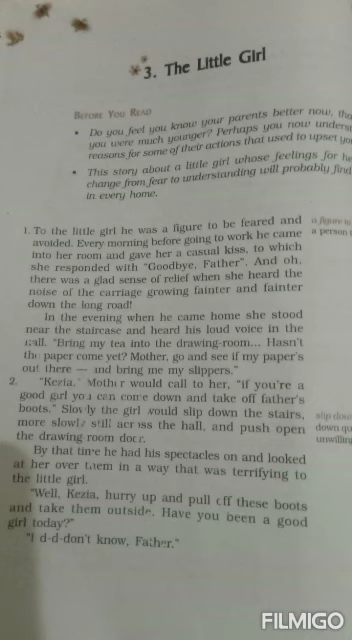 3. The Little Girl
BEFORE YOU READ
• Do you feel you know your parents better now, tha
you were much younger? Perhaps you now unders
reasons for some of their actions that used to upset yo
• This story about a little girl whose feelings for he
change from fear to understanding will probably find
in every home.
1. To the little girl he was a figure to be feared and
avoided. Every morning before going to work he came
into her room and gave her a casual kiss, to which
she responded with "Goodbye, Father". And oh,
there was a glad sense of relief when she heard the
noise of the carriage growing fainter and fainter
down the long road!
In the evening when he came home she stood
near the staircase and heard his loud voice in the
hall. "Bring my tea into the drawing-room... Hasn't
the paper come yet? Mother, go and see if my paper's
out there — and bring me my slippers."
2. "Kezia," Mother would call to her, "if you're a
good girl you can come down and take off father's
boots." Slowly the girl would slip down the stairs,
more slowly still across the hall, and push open
the drawing room door.
By that time he had his spectacles on and looked
at her over them in a way that was terrifying to
the little girl.
"Well, Kezia, hurry up and pull off these boots
and take them outside. Have you been a good
girl today?"
"I d-d-don't know, Father."
a figure to
a person
slip down
down qu
unwilling
FILMIGO